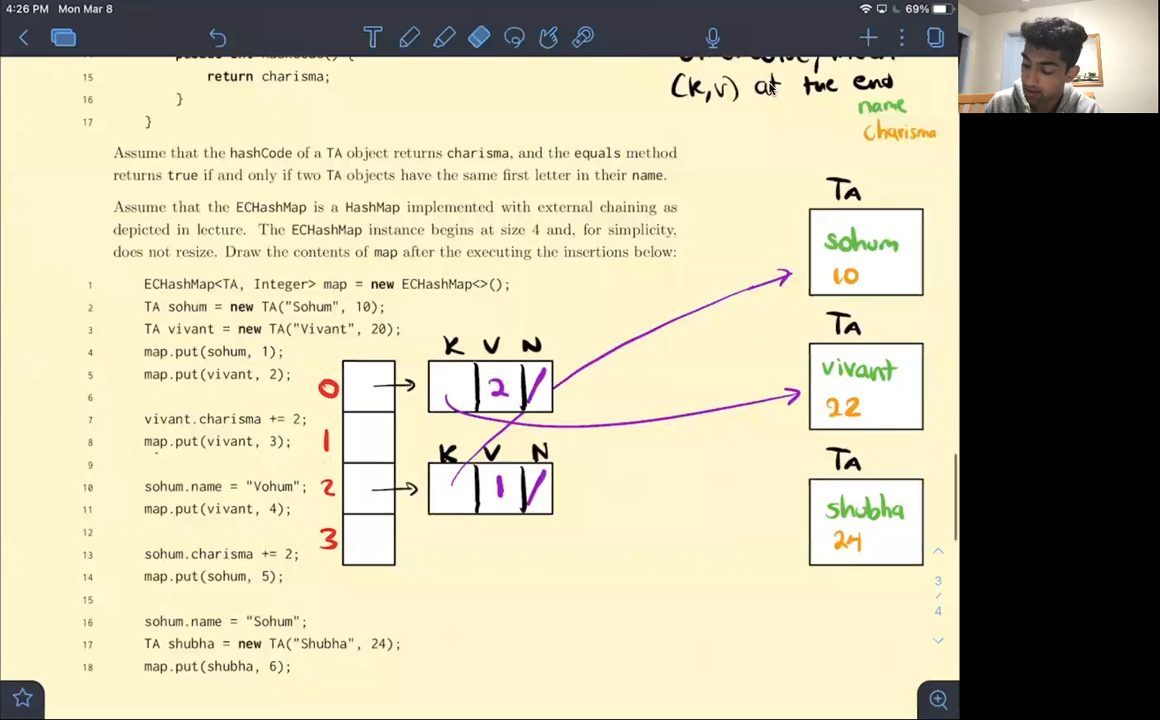 4:26 PM Mon Mar 8
69%
T
15 return charisma;
16 }
17 }
(k,v) at the end
name
charisma
Assume that the hashCode of a TA object returns charisma, and the equals method
returns true if and only if two TA objects have the same first letter in their name.
Assume that the ECHashMap is a HashMap implemented with external chaining as
depicted in lecture. The ECHashMap instance begins at size 4 and, for simplicity,
does not resize. Draw the contents of map after the executing the insertions below:
1 ECHashMap<TA, Integer> map = new ECHashMap<>();
2 TA sohum = new TA("Sohum", 10);
3 TA vivant = new TA("Vivant", 20);
4 map.put(sohum, 1);
5 map.put(vivant, 2);
6
7 vivant.charisma += 2;
8 map.put(vivant, 3);
9
10 sohum.name = "Vohum";
11 map.put(vivant, 4);
12
13 sohum.charisma += 2;
14 map.put(sohum, 5);
15
16 sohum.name = "Sohum";
17 TA shubha = new TA("Shubha", 24);
18 map.put(shubha, 6);
0
1
2
3
K V N
2
K V N
1
TA
sohum
10
TA
vivant
22
TA
shubha
24
3
/
4